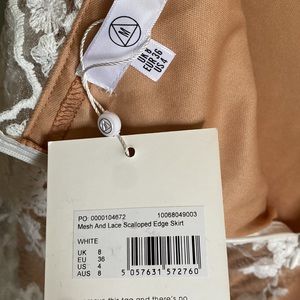 UK 8
EUR 36
US 4
PO 0000104672 10068049003
Mesh And Lace Scalloped Edge Skirt
WHITE
UK 8
EU 36
US 4
AUS 8
5 057631 572760